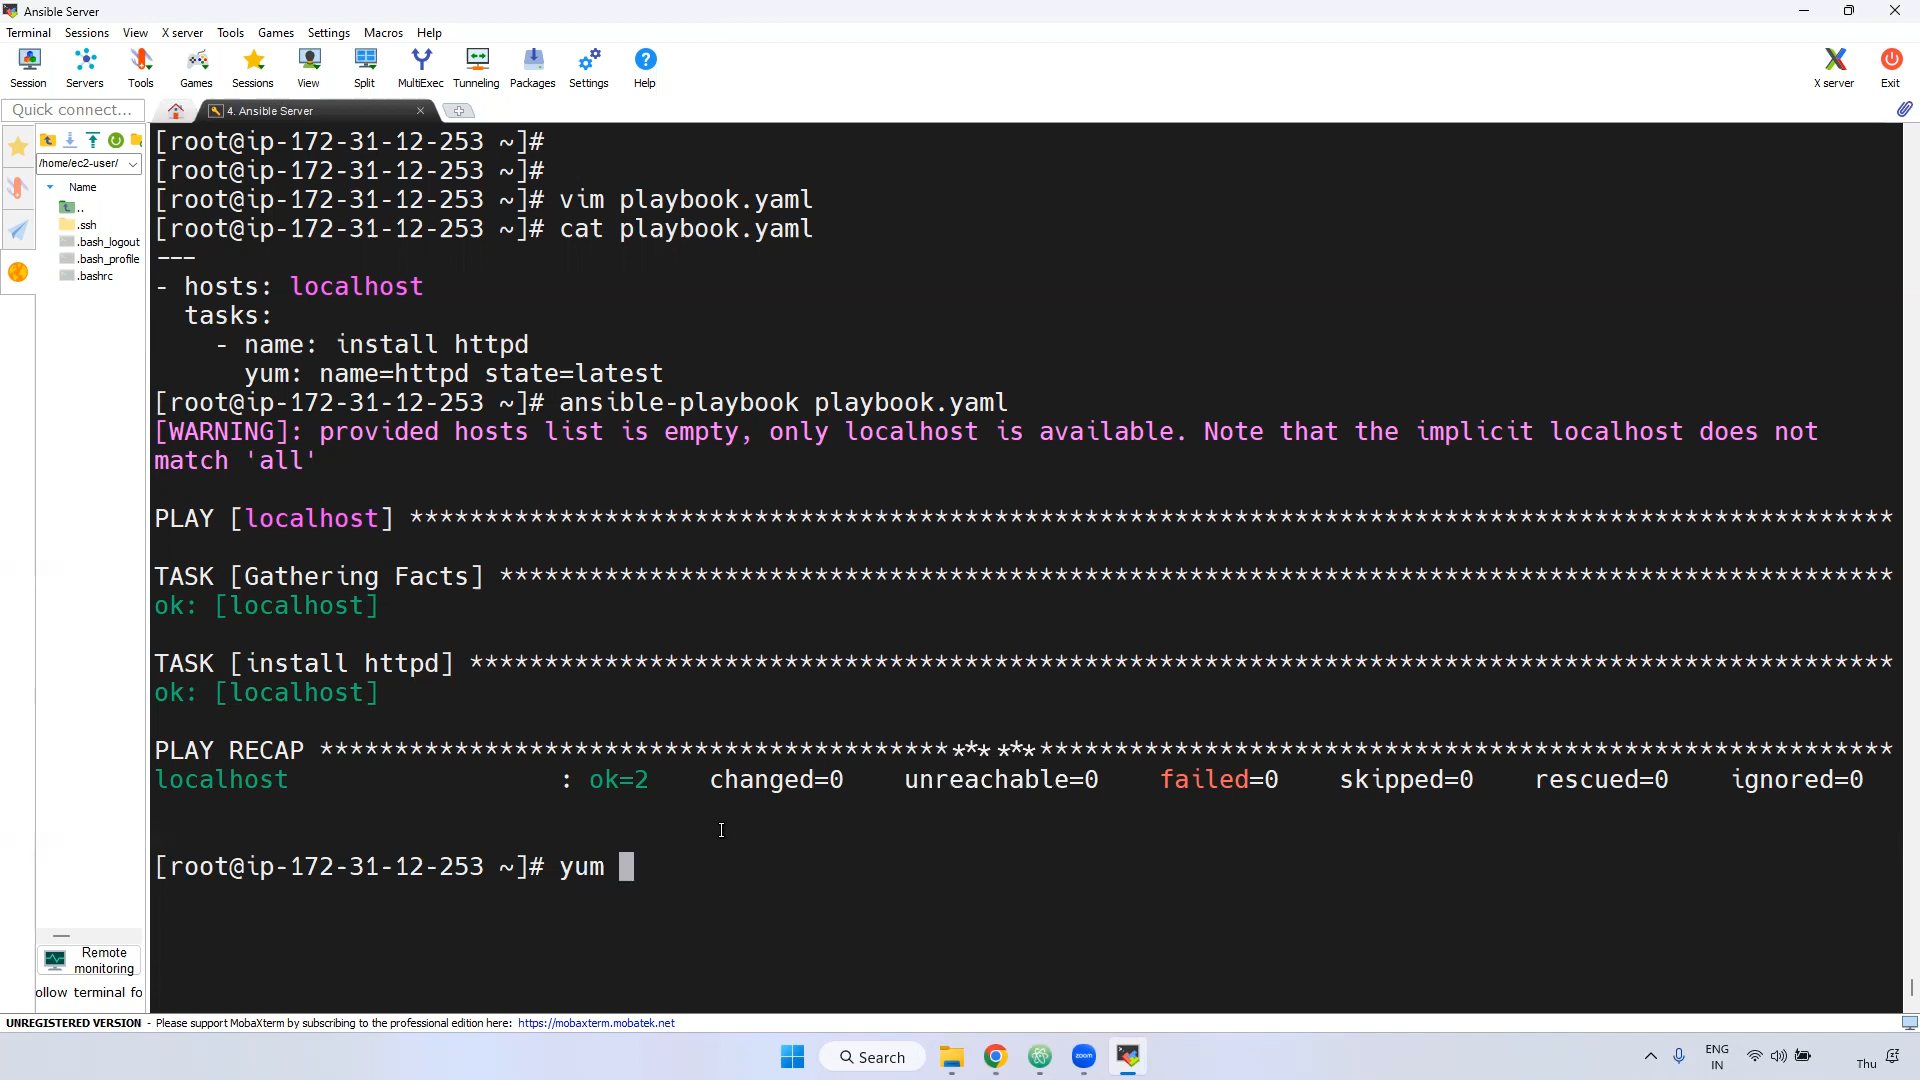 Ansible Server
Terminal Sessions View X server Tools Games Settings Macros Help
Session Servers Tools Games Sessions View Split MultiExec Tunneling Packages Settings Help X server Exit
Quick connect... 4. Ansible Server
/home/ec2-user/
Name
..
.ssh
.bash_logout
.bash_profile
.bashrc
[root@ip-172-31-12-253 ~]#
[root@ip-172-31-12-253 ~]#
[root@ip-172-31-12-253 ~]# vim playbook.yaml
[root@ip-172-31-12-253 ~]# cat playbook.yaml
---
- hosts: localhost
  tasks:
    - name: install httpd
      yum: name=httpd state=latest
[root@ip-172-31-12-253 ~]# ansible-playbook playbook.yaml
[WARNING]: provided hosts list is empty, only localhost is available. Note that the implicit localhost does not
match 'all'
PLAY [localhost] ***************************************************************************************************
TASK [Gathering Facts] *********************************************************************************************
ok: [localhost]
TASK [install httpd] ***********************************************************************************************
ok: [localhost]
PLAY RECAP *********************************************************************************************************
localhost                  : ok=2    changed=0    unreachable=0    failed=0    skipped=0    rescued=0    ignored=0
[root@ip-172-31-12-253 ~]# yum
Remote
monitoring
ollow terminal fo
UNREGISTERED VERSION - Please support MobaXterm by subscribing to the professional edition here: https://mobaxterm.mobatek.net
Search
zoom
ENG
IN
Thu